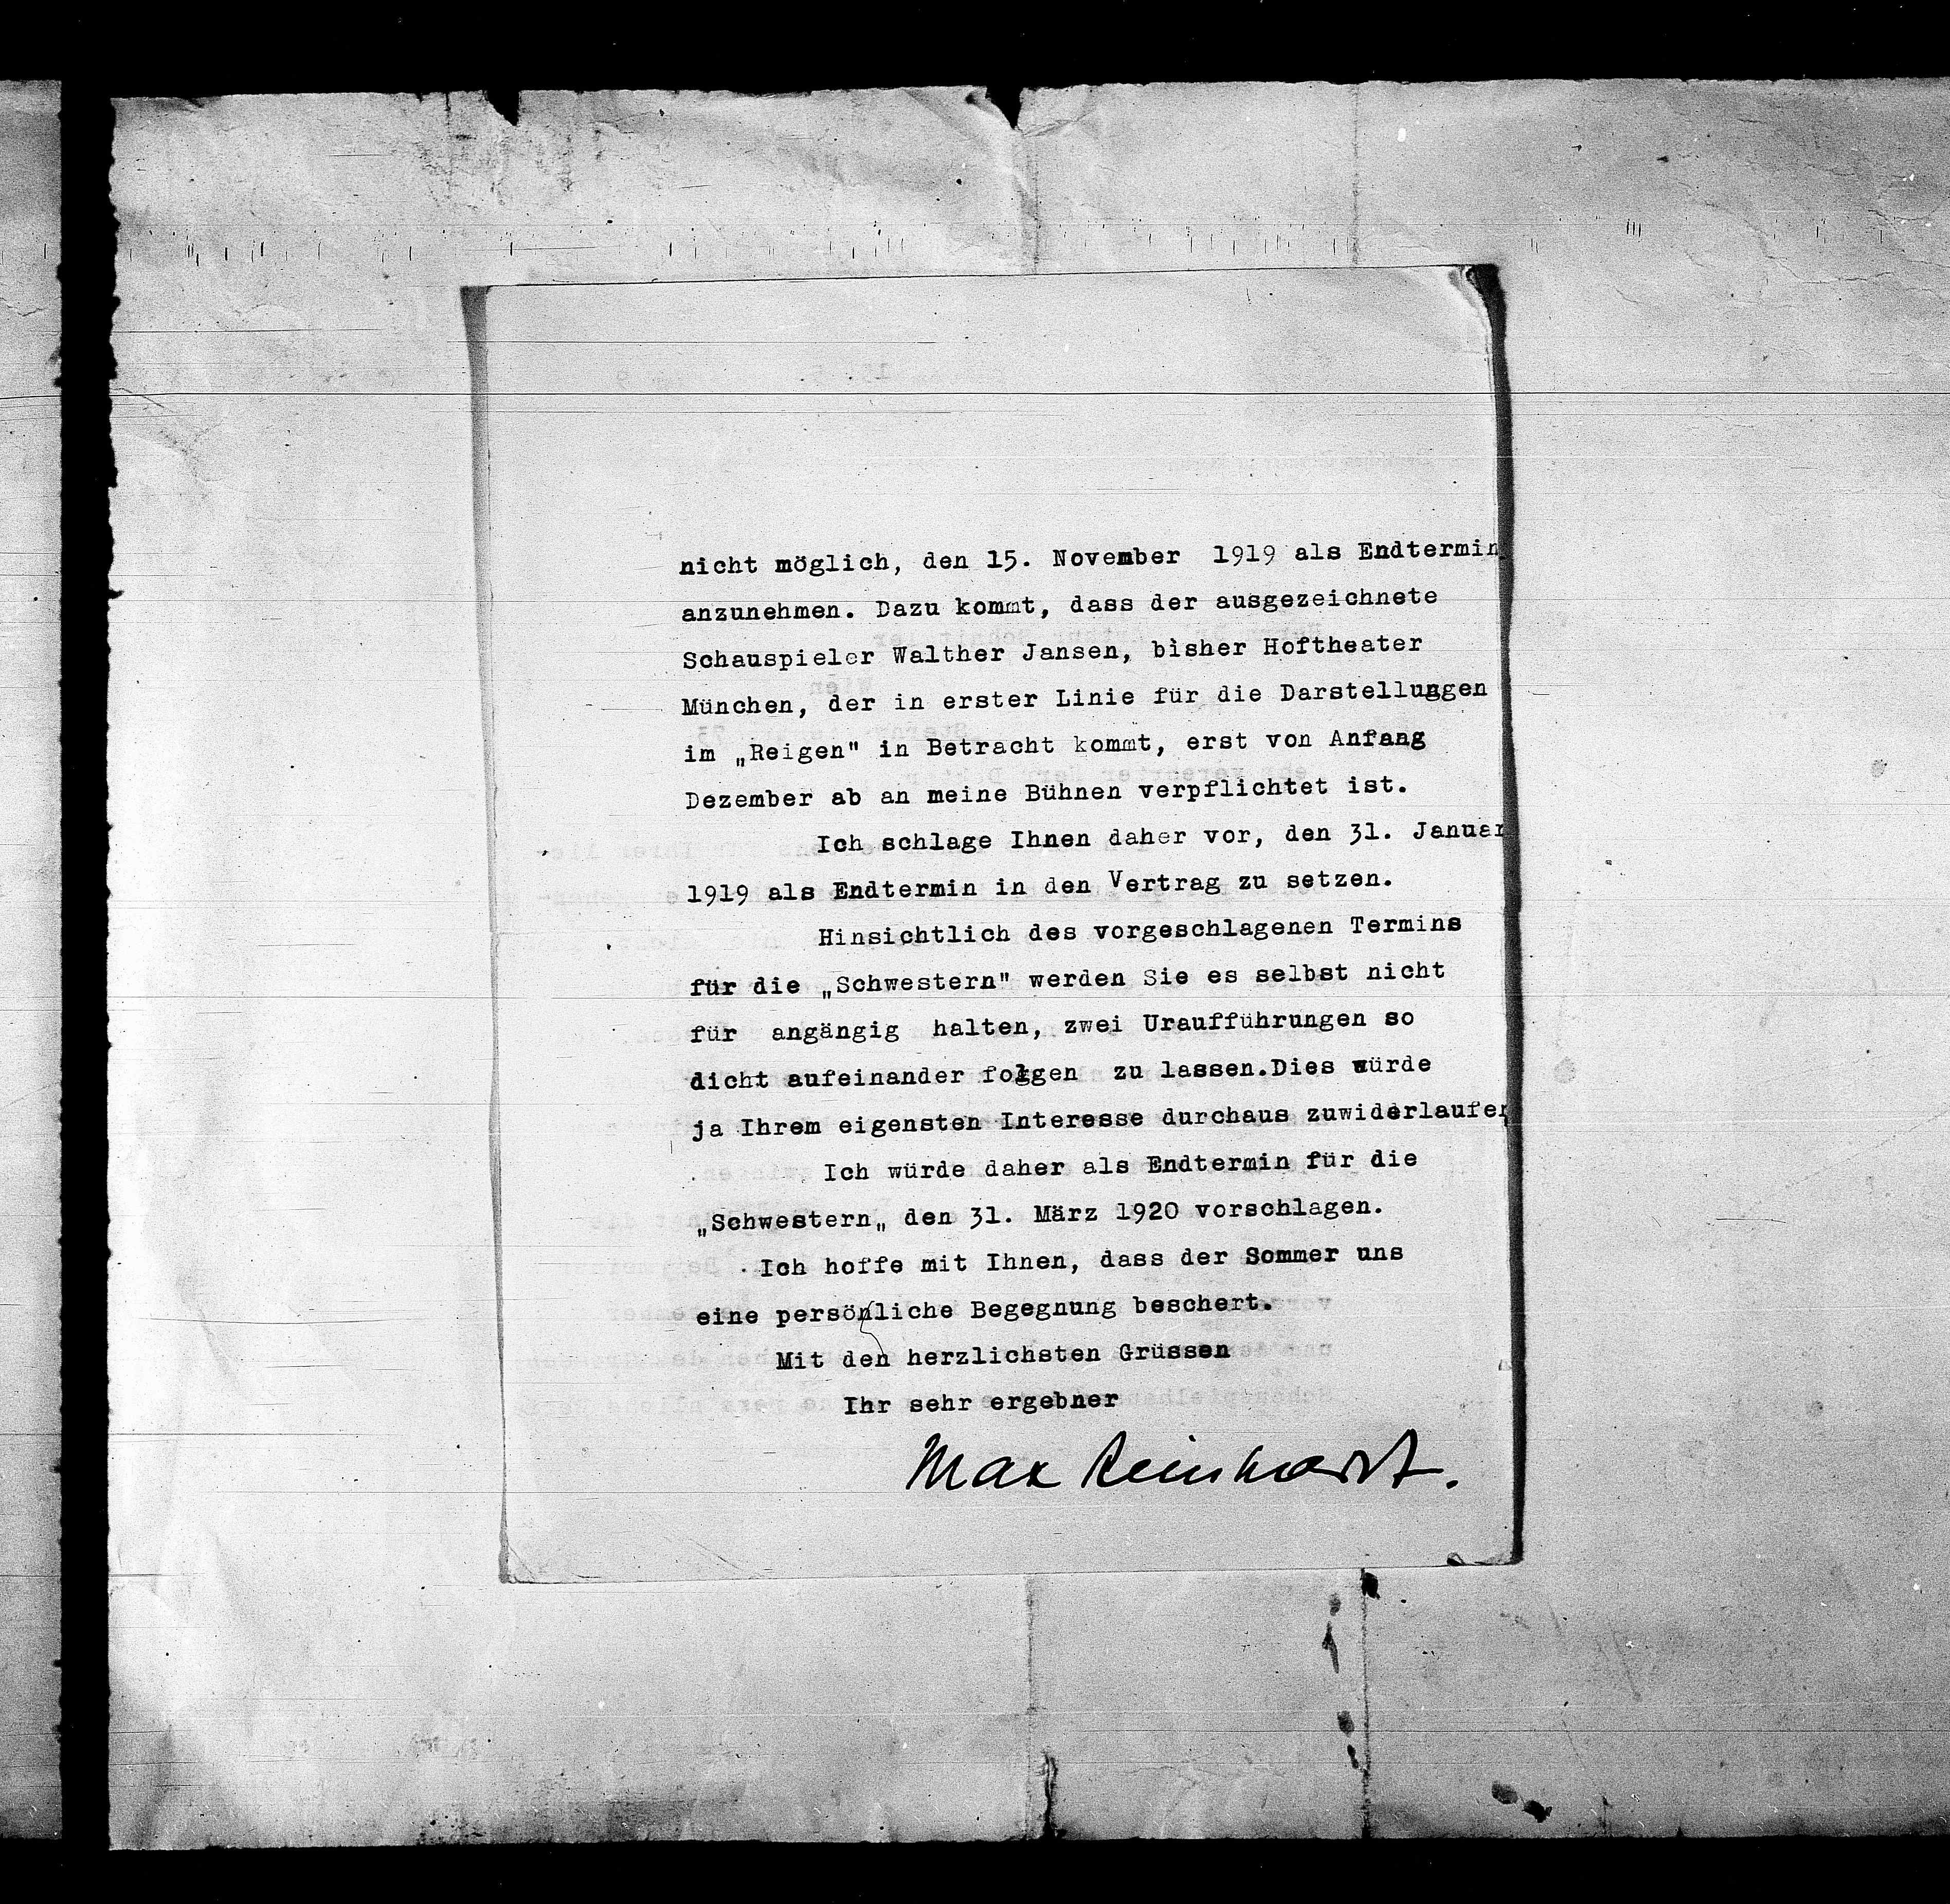 nicht möglich, den 15. November 1919 als Endtermin
anzunehmen. Dazu kommt, dass der ausgezeichnete
Schauspieler Walther Jansen, bisher Hoftheater
München, der in erster Linie für die Darstellungen
im „Reigen" in Betracht kommt, erst von Anfang
Dezember ab an meine Bühnen verpflichtet ist.
Ich schlage Ihnen daher vor, den 31. Januar
1919 als Endtermin in den Vertrag zu setzen.
Hinsichtlich des vorgeschlagenen Termins
für die „Schwestern" werden Sie es selbst nicht
für angängig halten, zwei Uraufführungen so
dicht aufeinander folgen zu lassen.Dies würde
ja Ihrem eigensten Interesse durchaus zuwiderlaufen
Ich würde daher als Endtermin für die
„Schwestern„ den 31. März 1920 vorschlagen.
Ich hoffe mit Ihnen, dass der Sommer uns
eine persönliche Begegnung beschert.
Mit den herzlichsten Grüssen
Ihr sehr ergebner
Max Reinhardt.